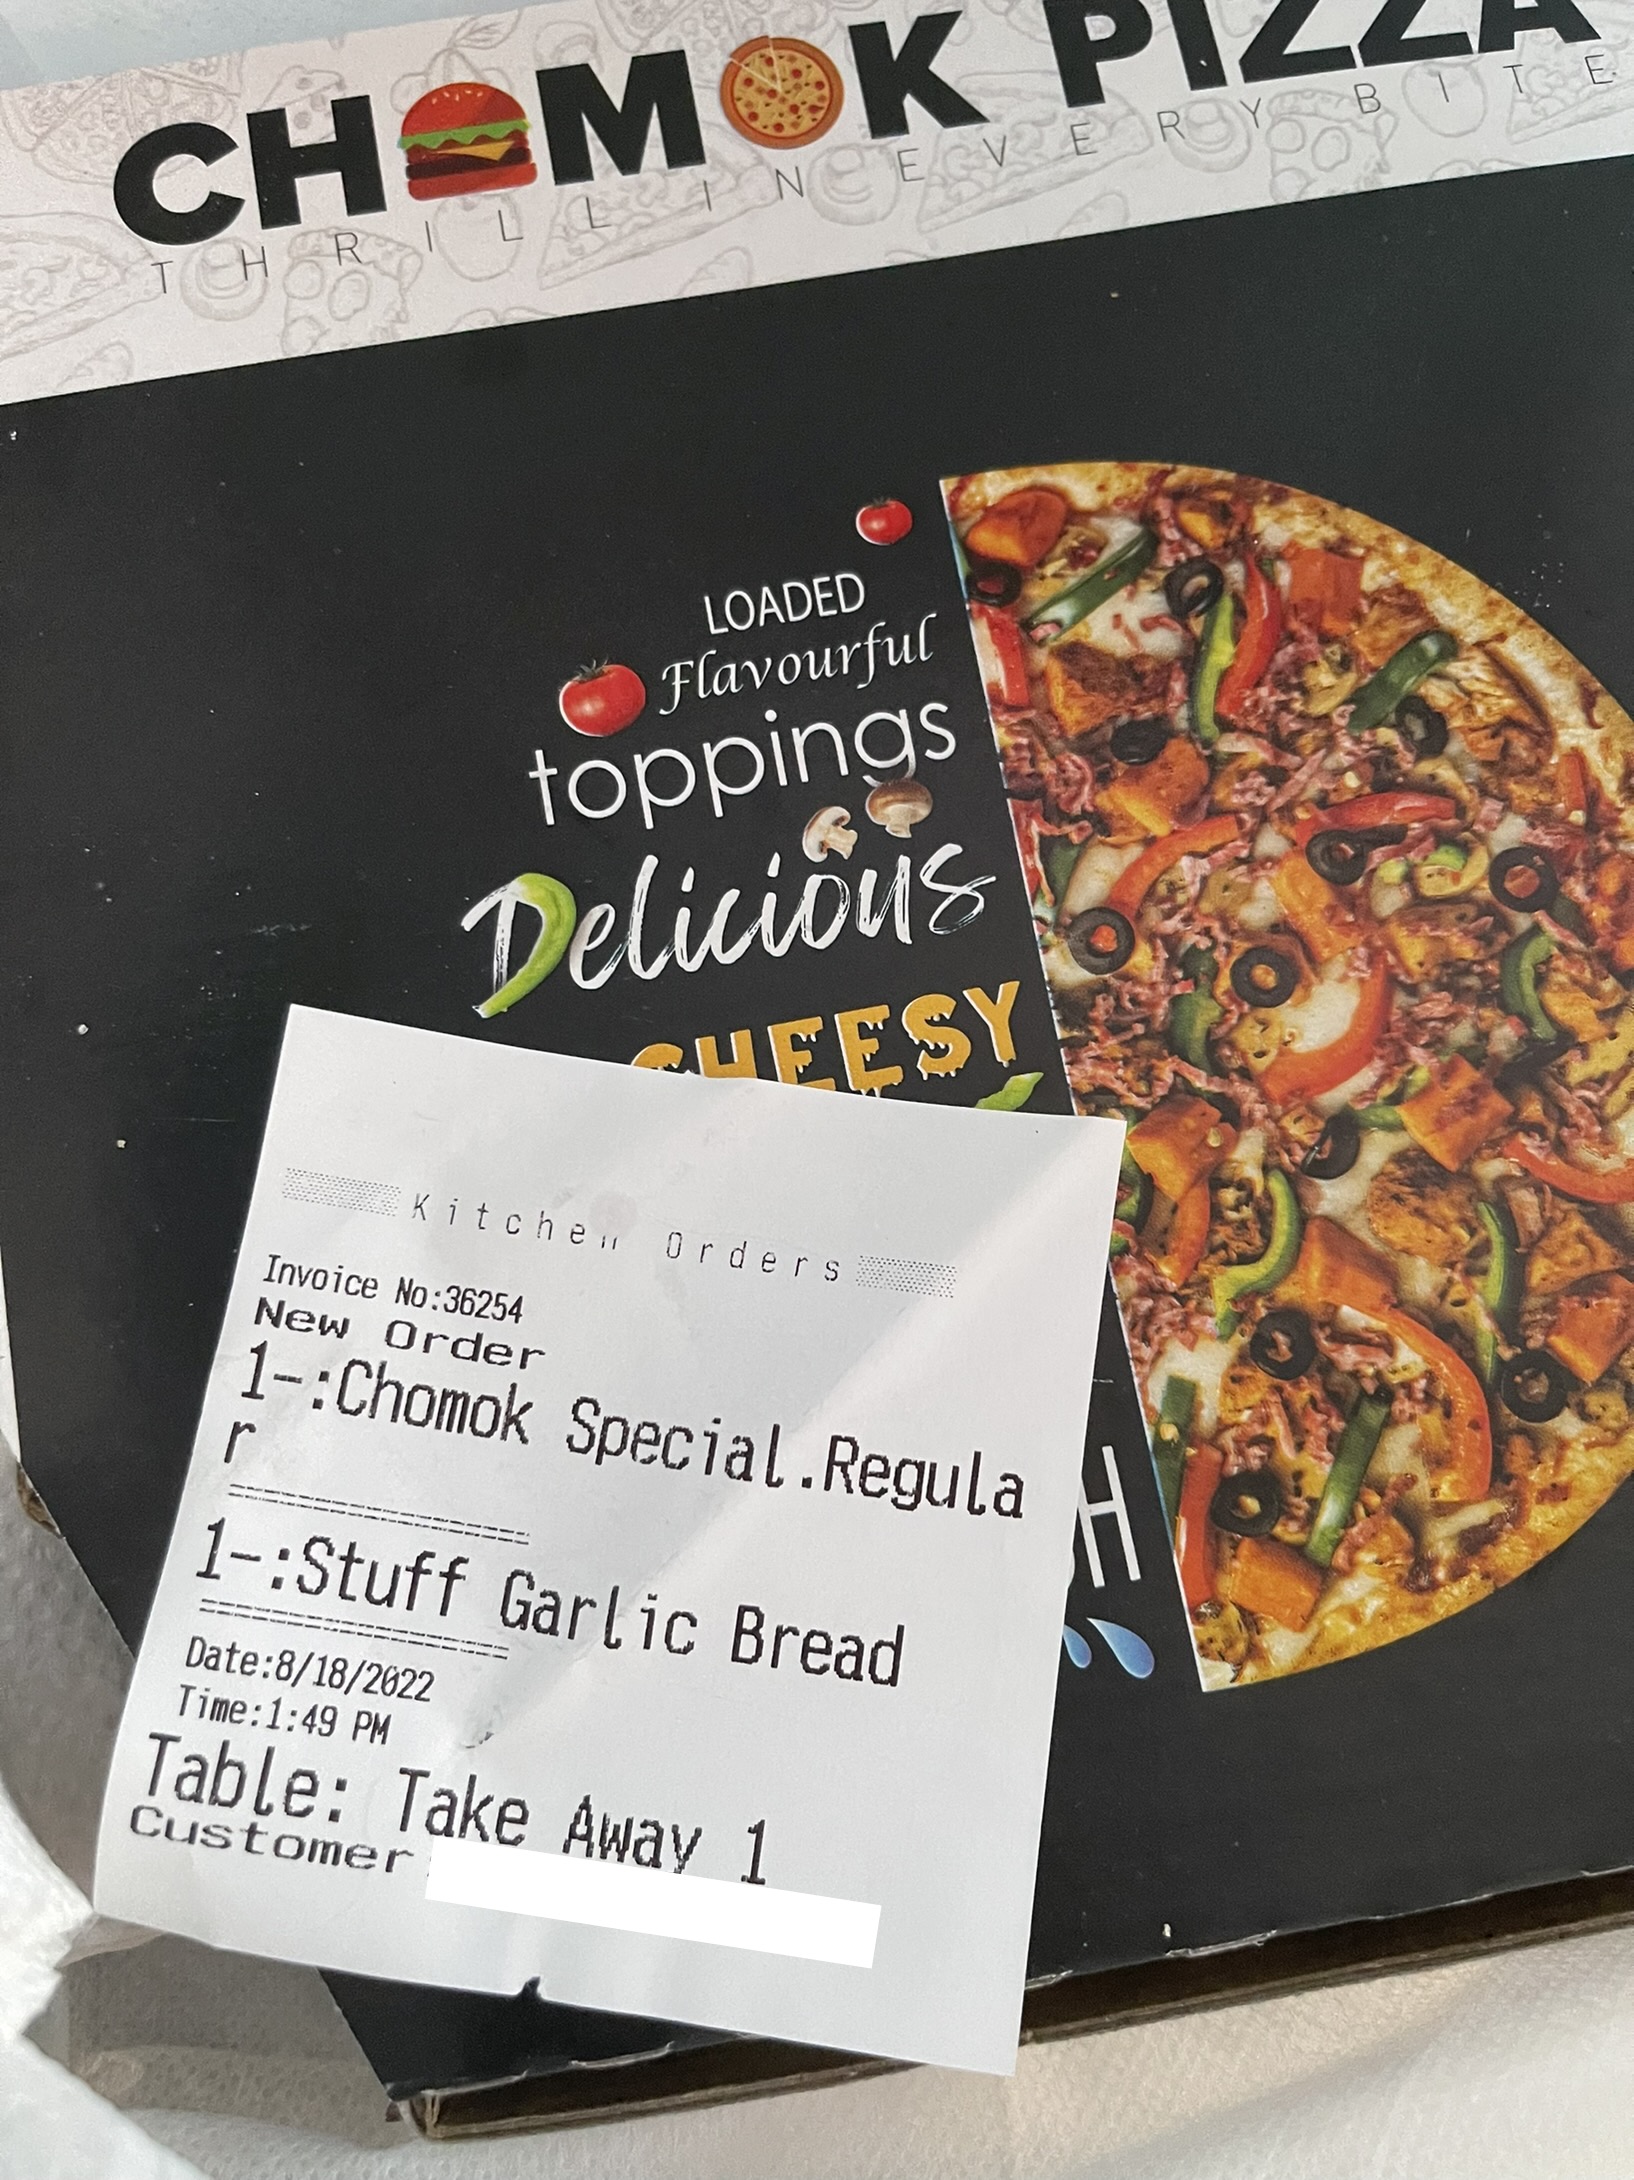 CHOMOK PIZZA
THRILL IN EVERY BITE
LOADED
Flavourful
toppings
Delicious
CHEESY
H
Kitchen Orders
Invoice No:36254
New Order
1-:Chomok Special.Regula
r
1-:Stuff Garlic Bread
Date:8/18/2022
Time:1:49 PM
Table: Take Away 1
Customer